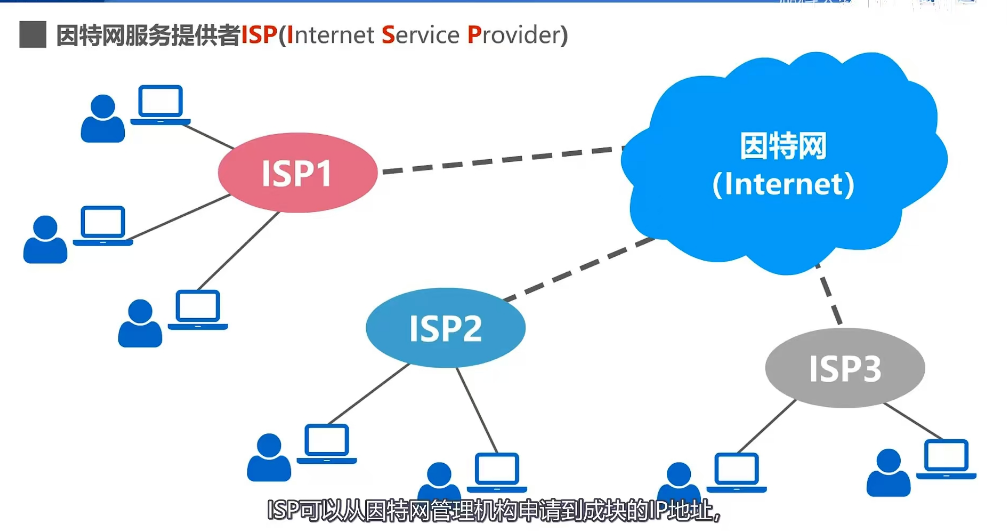 因特网服务提供者ISP(Internet Service Provider)
ISP1
因特网
（Internet）
ISP2
ISP3
ISP可以从因特网管理机构申请到成块的IP地址，